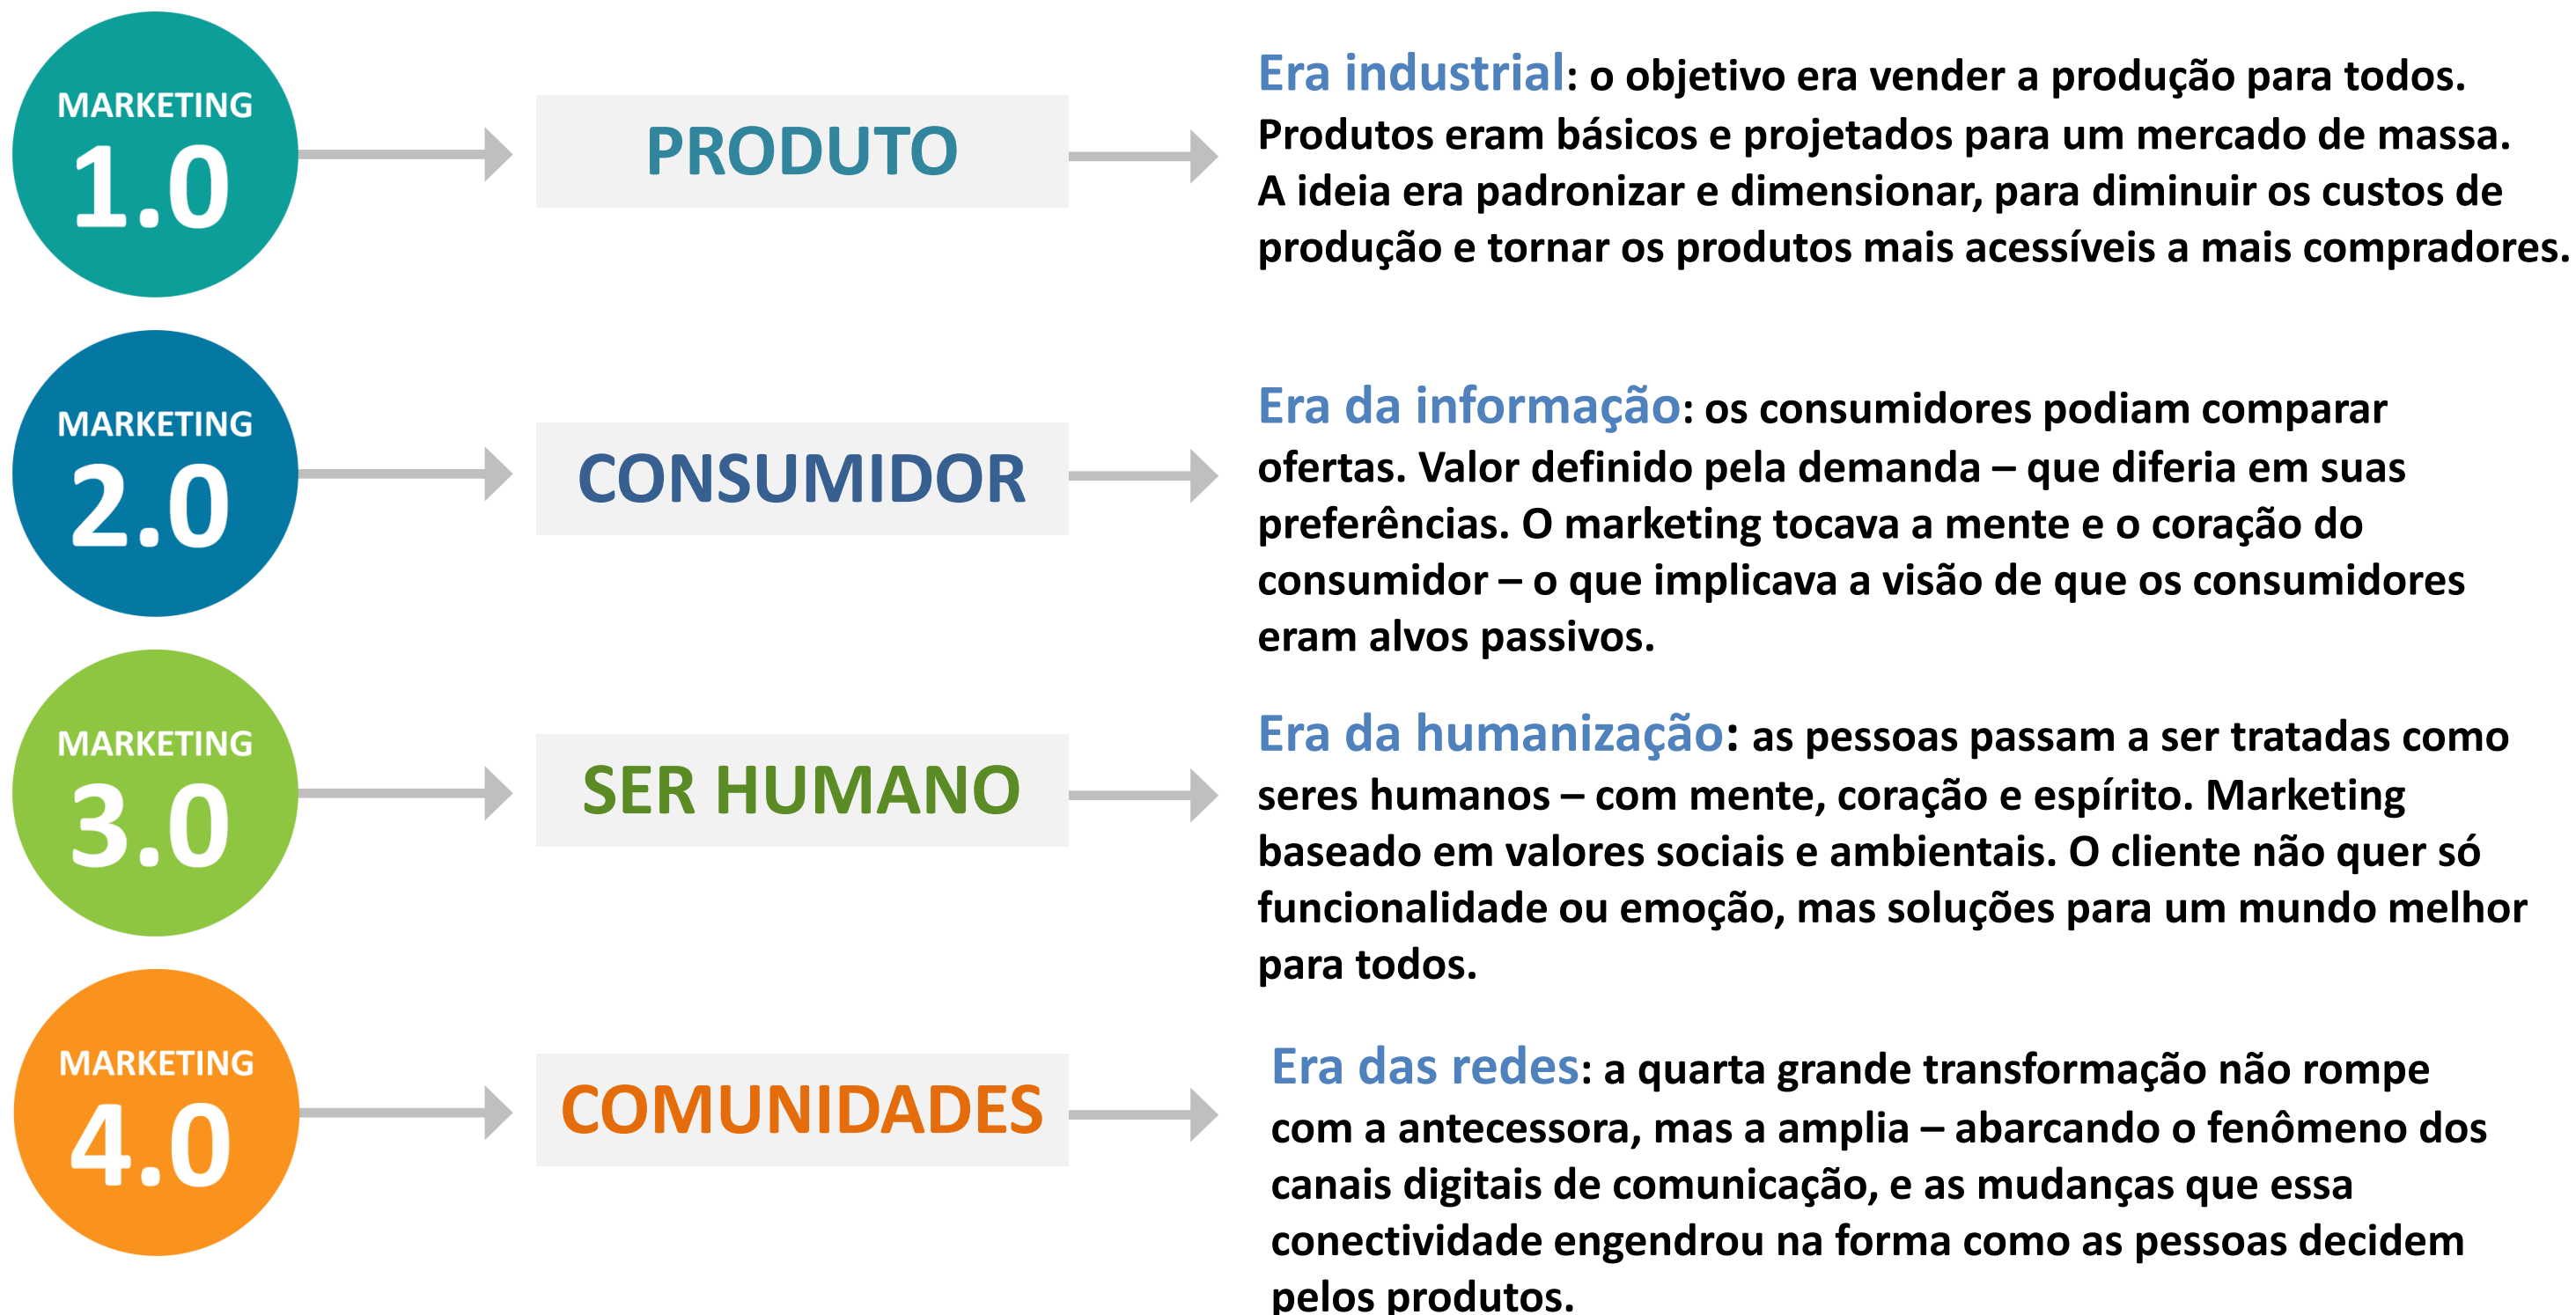 MARKETING
1.0
PRODUTO
Era industrial: o objetivo era vender a produção para todos.
Produtos eram básicos e projetados para um mercado de massa.
A ideia era padronizar e dimensionar, para diminuir os custos de
produção e tornar os produtos mais acessíveis a mais compradores.
MARKETING
2.0
CONSUMIDOR
Era da informação: os consumidores podiam comparar
ofertas. Valor definido pela demanda – que diferia em suas
preferências. O marketing tocava a mente e o coração do
consumidor – o que implicava a visão de que os consumidores
eram alvos passivos.
MARKETING
3.0
SER HUMANO
Era da humanização: as pessoas passam a ser tratadas como
seres humanos – com mente, coração e espírito. Marketing
baseado em valores sociais e ambientais. O cliente não quer só
funcionalidade ou emoção, mas soluções para um mundo melhor
para todos.
MARKETING
4.0
COMUNIDADES
Era das redes: a quarta grande transformação não rompe
com a antecessora, mas a amplia – abarcando o fenômeno dos
canais digitais de comunicação, e as mudanças que essa
conectividade engendrou na forma como as pessoas decidem
pelos produtos.